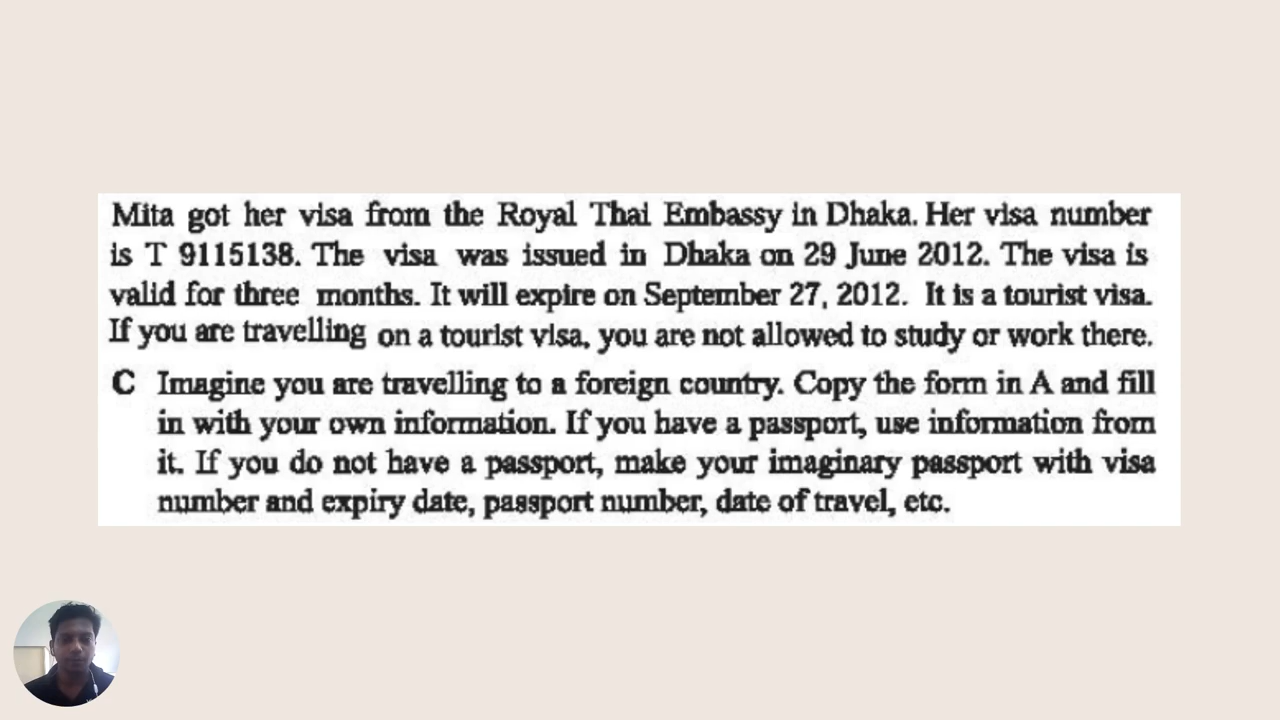 Mita got her visa from the Royal Thai Embassy in Dhaka. Her visa number
is T 9115138. The visa was issued in Dhaka on 29 June 2012. The visa is
valid for three months. It will expire on September 27, 2012. It is a tourist visa.
If you are travelling on a tourist visa, you are not allowed to study or work there.
C Imagine you are travelling to a foreign country. Copy the form in A and fill
in with your own information. If you have a passport, use information from
it. If you do not have a passport, make your imaginary passport with visa
number and expiry date, passport number, date of travel, etc.